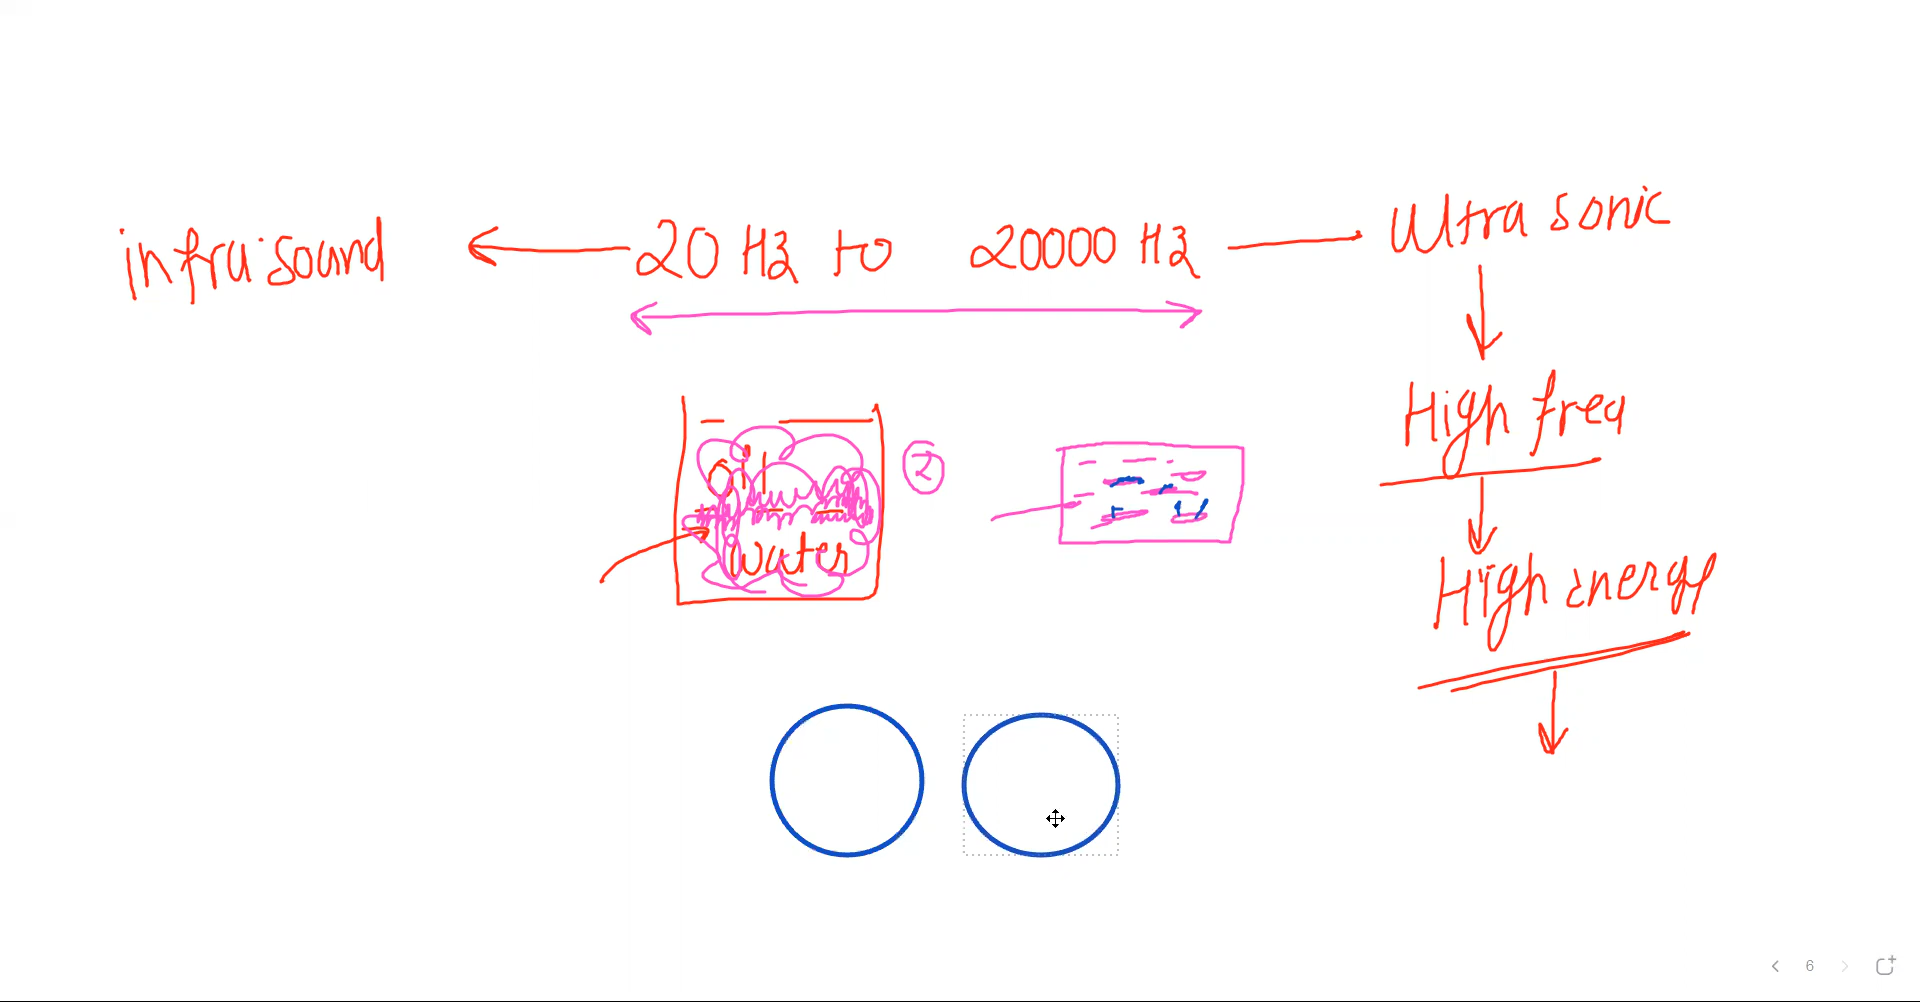 infrasound 20 Hz to 20000 Hz Ultra sonic
High freq
oil
2
water
High energy
6